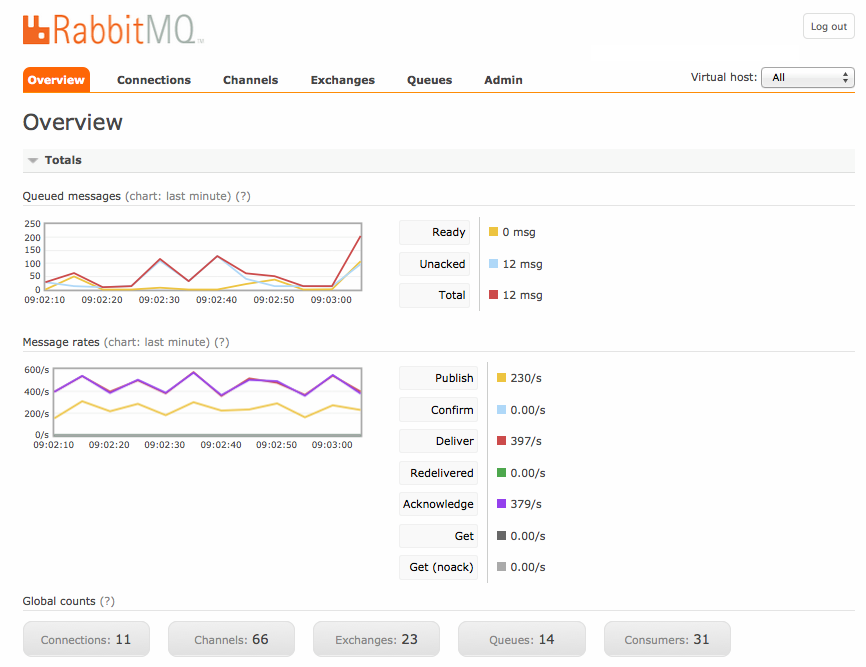 RabbitMQ™
Log out
Overview Connections Channels Exchanges Queues Admin Virtual host: All
Overview
Totals
Queued messages (chart: last minute) (?)
250
200
150
100
50
0
09:02:10 09:02:20 09:02:30 09:02:40 09:02:50 09:03:00
Ready 0 msg
Unacked 12 msg
Total 12 msg
Message rates (chart: last minute) (?)
600/s
400/s
200/s
0/s
09:02:10 09:02:20 09:02:30 09:02:40 09:02:50 09:03:00
Publish 230/s
Confirm 0.00/s
Deliver 397/s
Redelivered 0.00/s
Acknowledge 379/s
Get 0.00/s
Get (noack) 0.00/s
Global counts (?)
Connections: 11 Channels: 66 Exchanges: 23 Queues: 14 Consumers: 31